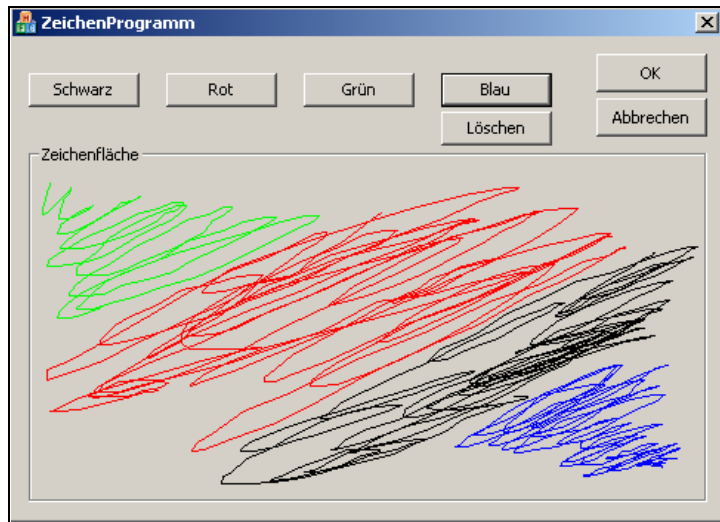 ZeichenProgramm
Schwarz
Rot
Grün
Blau
OK
Löschen
Abbrechen
Zeichenfläche